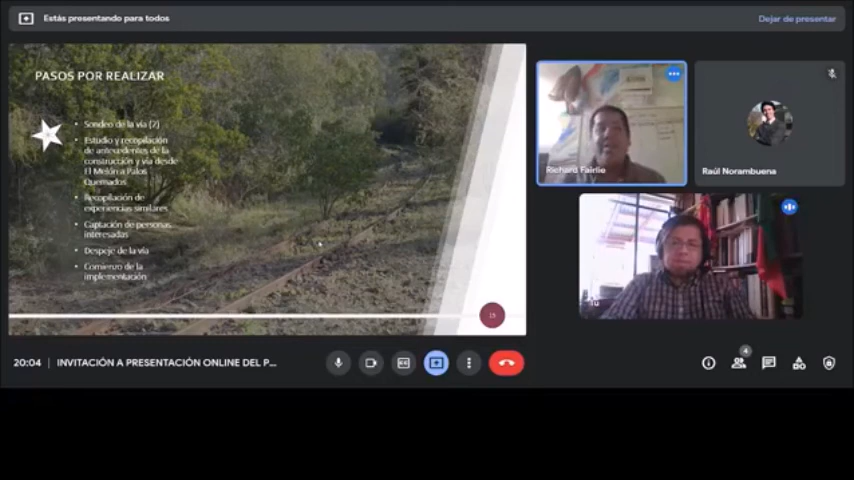 Estás presentando para todos
Dejar de presentar
PASOS POR REALIZAR
• Sondeo de la vía (2)
• Estudio y recopilación
de antecedentes de la
construcción y vía desde
El Melón a Palos
Quemados
• Recopilación de
experiencias similares
• Captación de personas
interesadas
• Despeje de la vía
• Comienzo de la
implementación
15
Richard Fairlie
Raúl Norambuena
Tú
20:04 | INVITACIÓN A PRESENTACIÓN ONLINE DEL P...
4